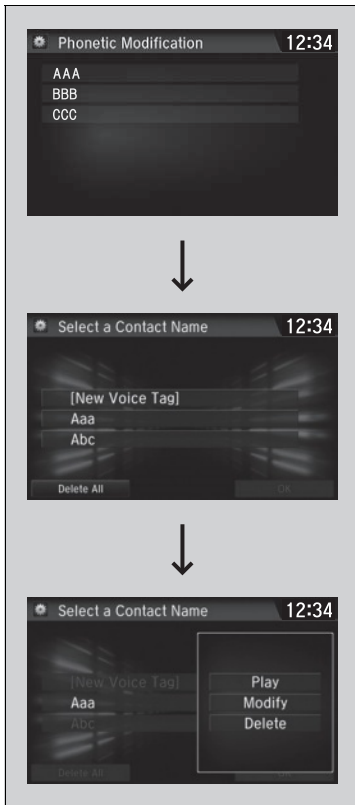 Phonetic Modification 12:34
AAA
BBB
CCC
Select a Contact Name 12:34
[New Voice Tag]
Aaa
Abc
Delete All OK
Select a Contact Name 12:34
[New Voice Tag] Play
Aaa Modify
Abc Delete
Delete All OK